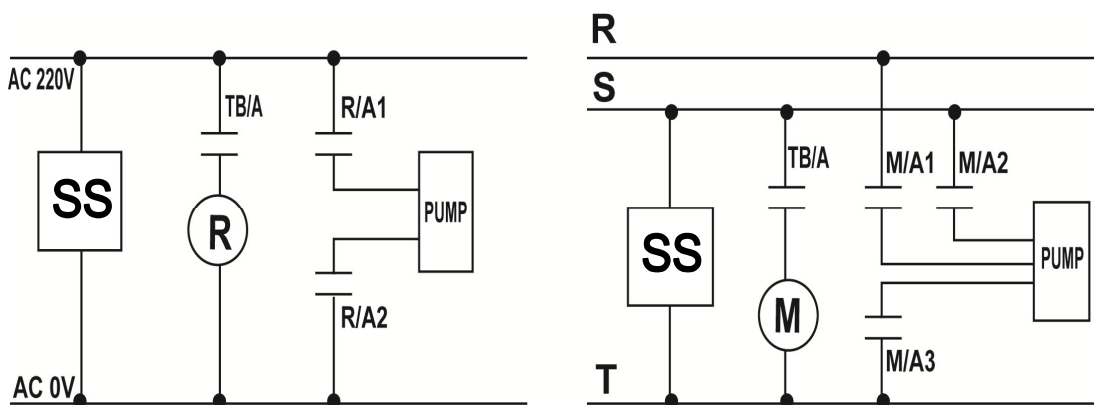 AC 220V
TB/A
R/A1
SS
R
PUMP
R/A2
AC 0V
R
S
TB/A
M/A1
M/A2
SS
M
PUMP
M/A3
T